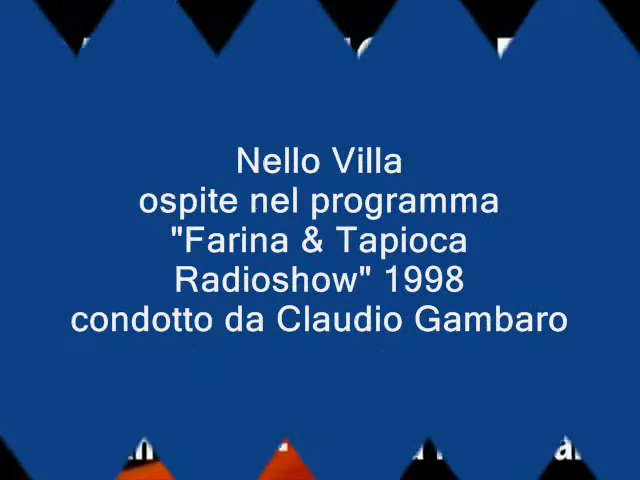 Nello Villa
ospite nel programma
"Farina & Tapioca
Radioshow" 1998
condotto da Claudio Gambaro